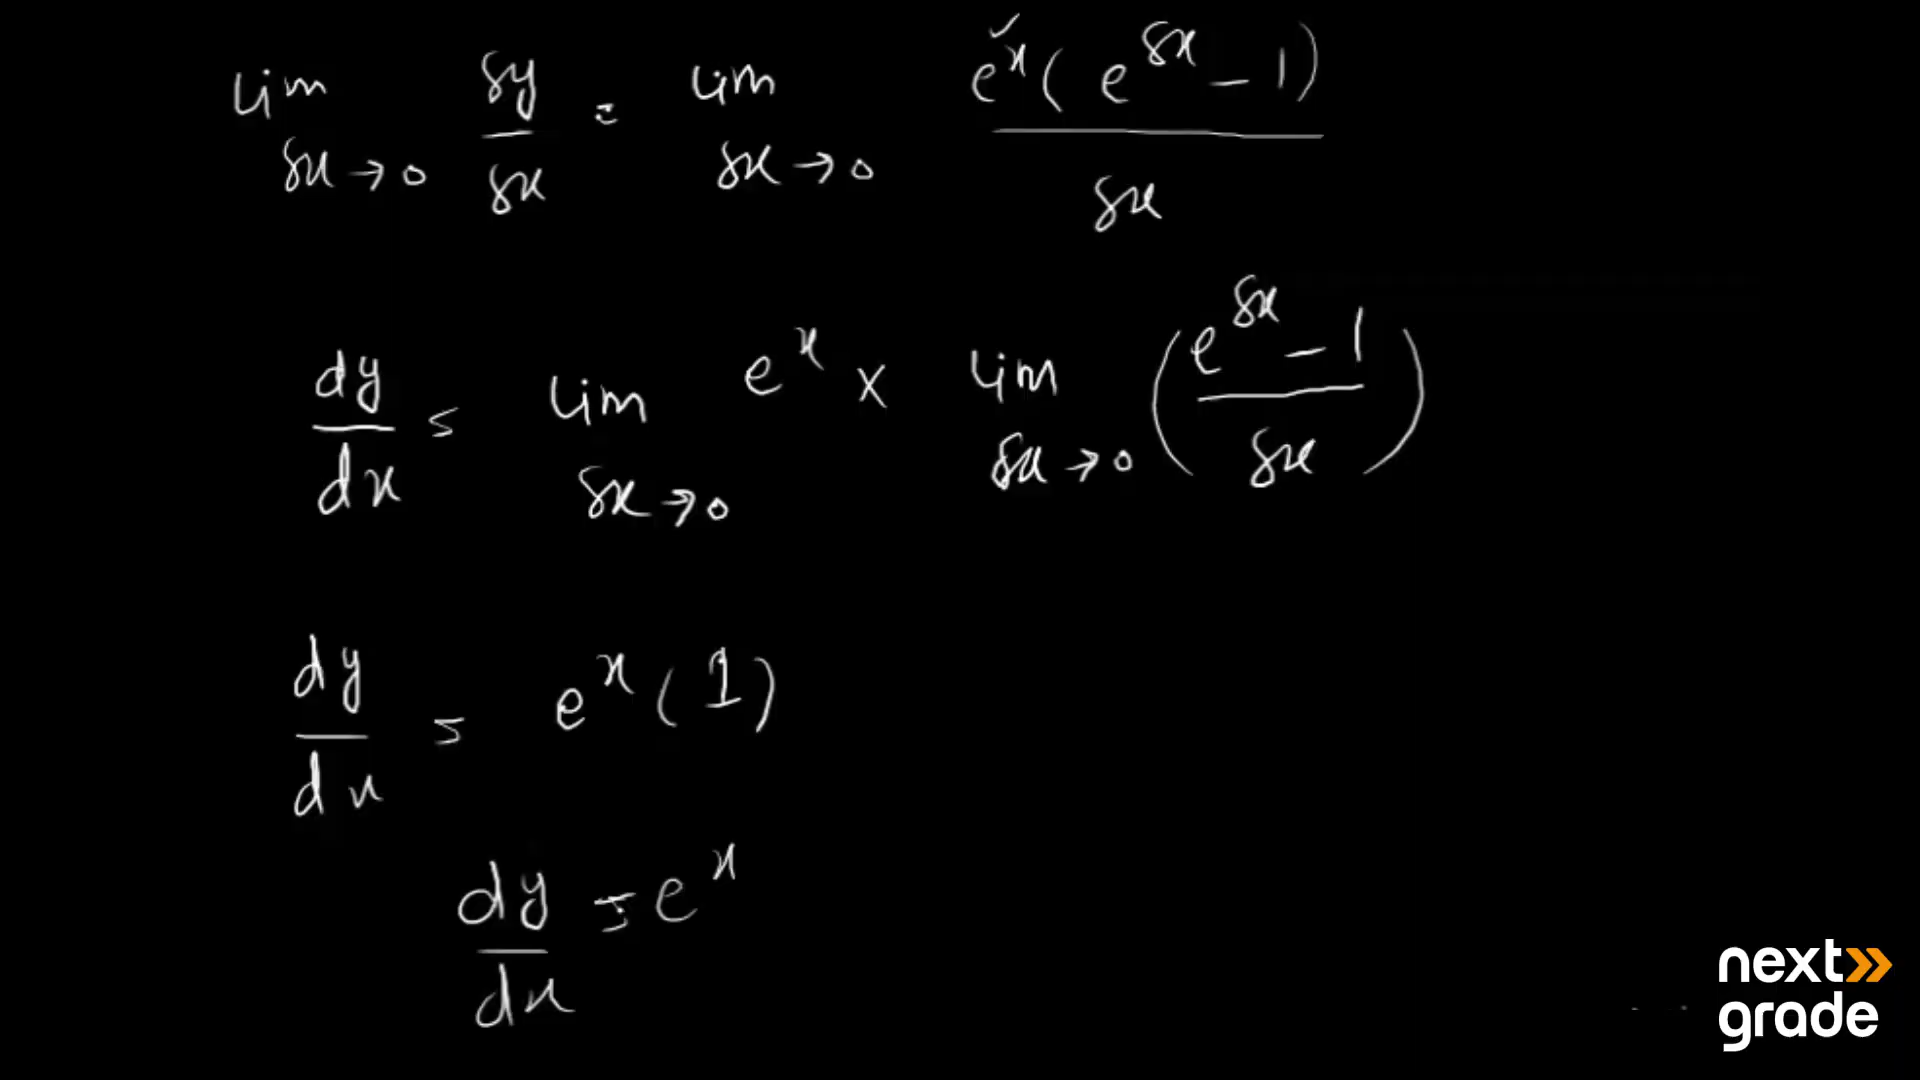 lim δx→0 δy/δx = lim δx→0 e^x(e^δx − 1)/δx
dy/dx = lim δx→0 e^x × lim δx→0 (e^δx − 1/δx)
dy/dx = e^x(1)
dy/dx = e^x
next
grade